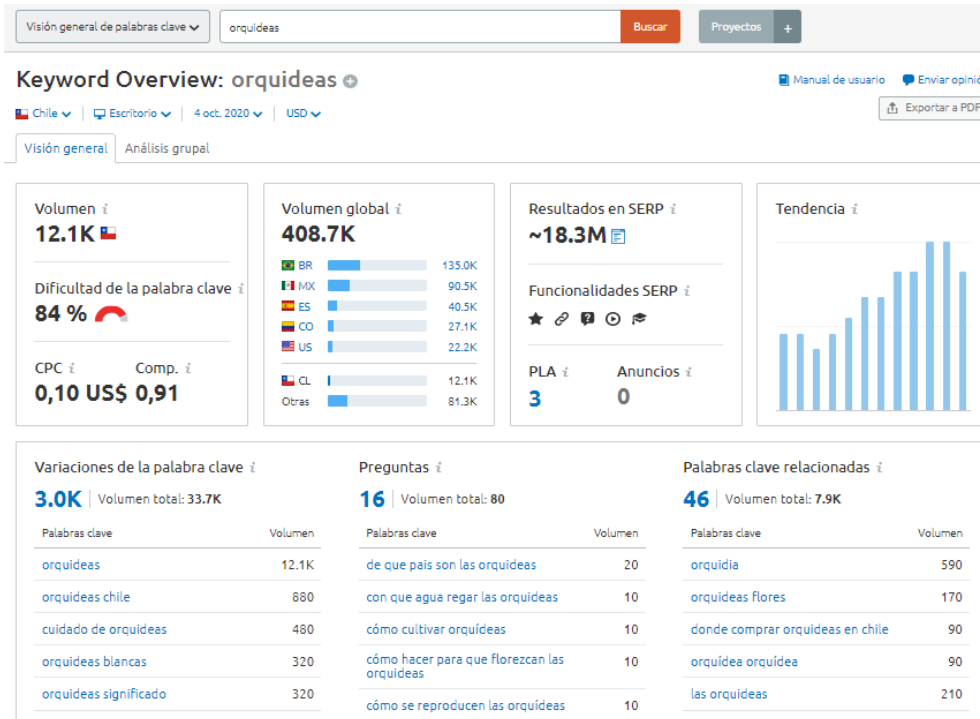 Visión general de palabras clave
orquideas
Buscar
Proyectos +
Keyword Overview: orquideas
Manual de usuario
Enviar opinió
Chile
Escritorio
4 oct. 2020
USD
Exportar a PDF
Visión general
Análisis grupal
Volumen i
12.1K
Dificultad de la palabra clave i
84 %
CPC i Comp. i
0,10 US$ 0,91
Volumen global i
408.7K
BR 135.0K
MX 90.5K
ES 40.5K
CO 27.1K
US 22.2K
CL 12.1K
Otras 81.3K
Resultados en SERP i
~18.3M
Funcionalidades SERP i
PLA i Anuncios i
3 0
Tendencia i
Variaciones de la palabra clave i
3.0K Volumen total: 33.7K
Palabras clave Volumen
orquideas 12.1K
orquideas chile 880
cuidado de orquideas 480
orquideas blancas 320
orquideas significado 320
Preguntas i
16 Volumen total: 80
Palabras clave Volumen
de que pais son las orquideas 20
con que agua regar las orquideas 10
cómo cultivar orquídeas 10
cómo hacer para que florezcan las 10
orquideas
cómo se reproducen las orquídeas 10
Palabras clave relacionadas i
46 Volumen total: 7.9K
Palabras clave Volumen
orquidia 590
orquideas flores 170
donde comprar orquideas en chile 90
orquídea orquídea 90
las orquideas 210